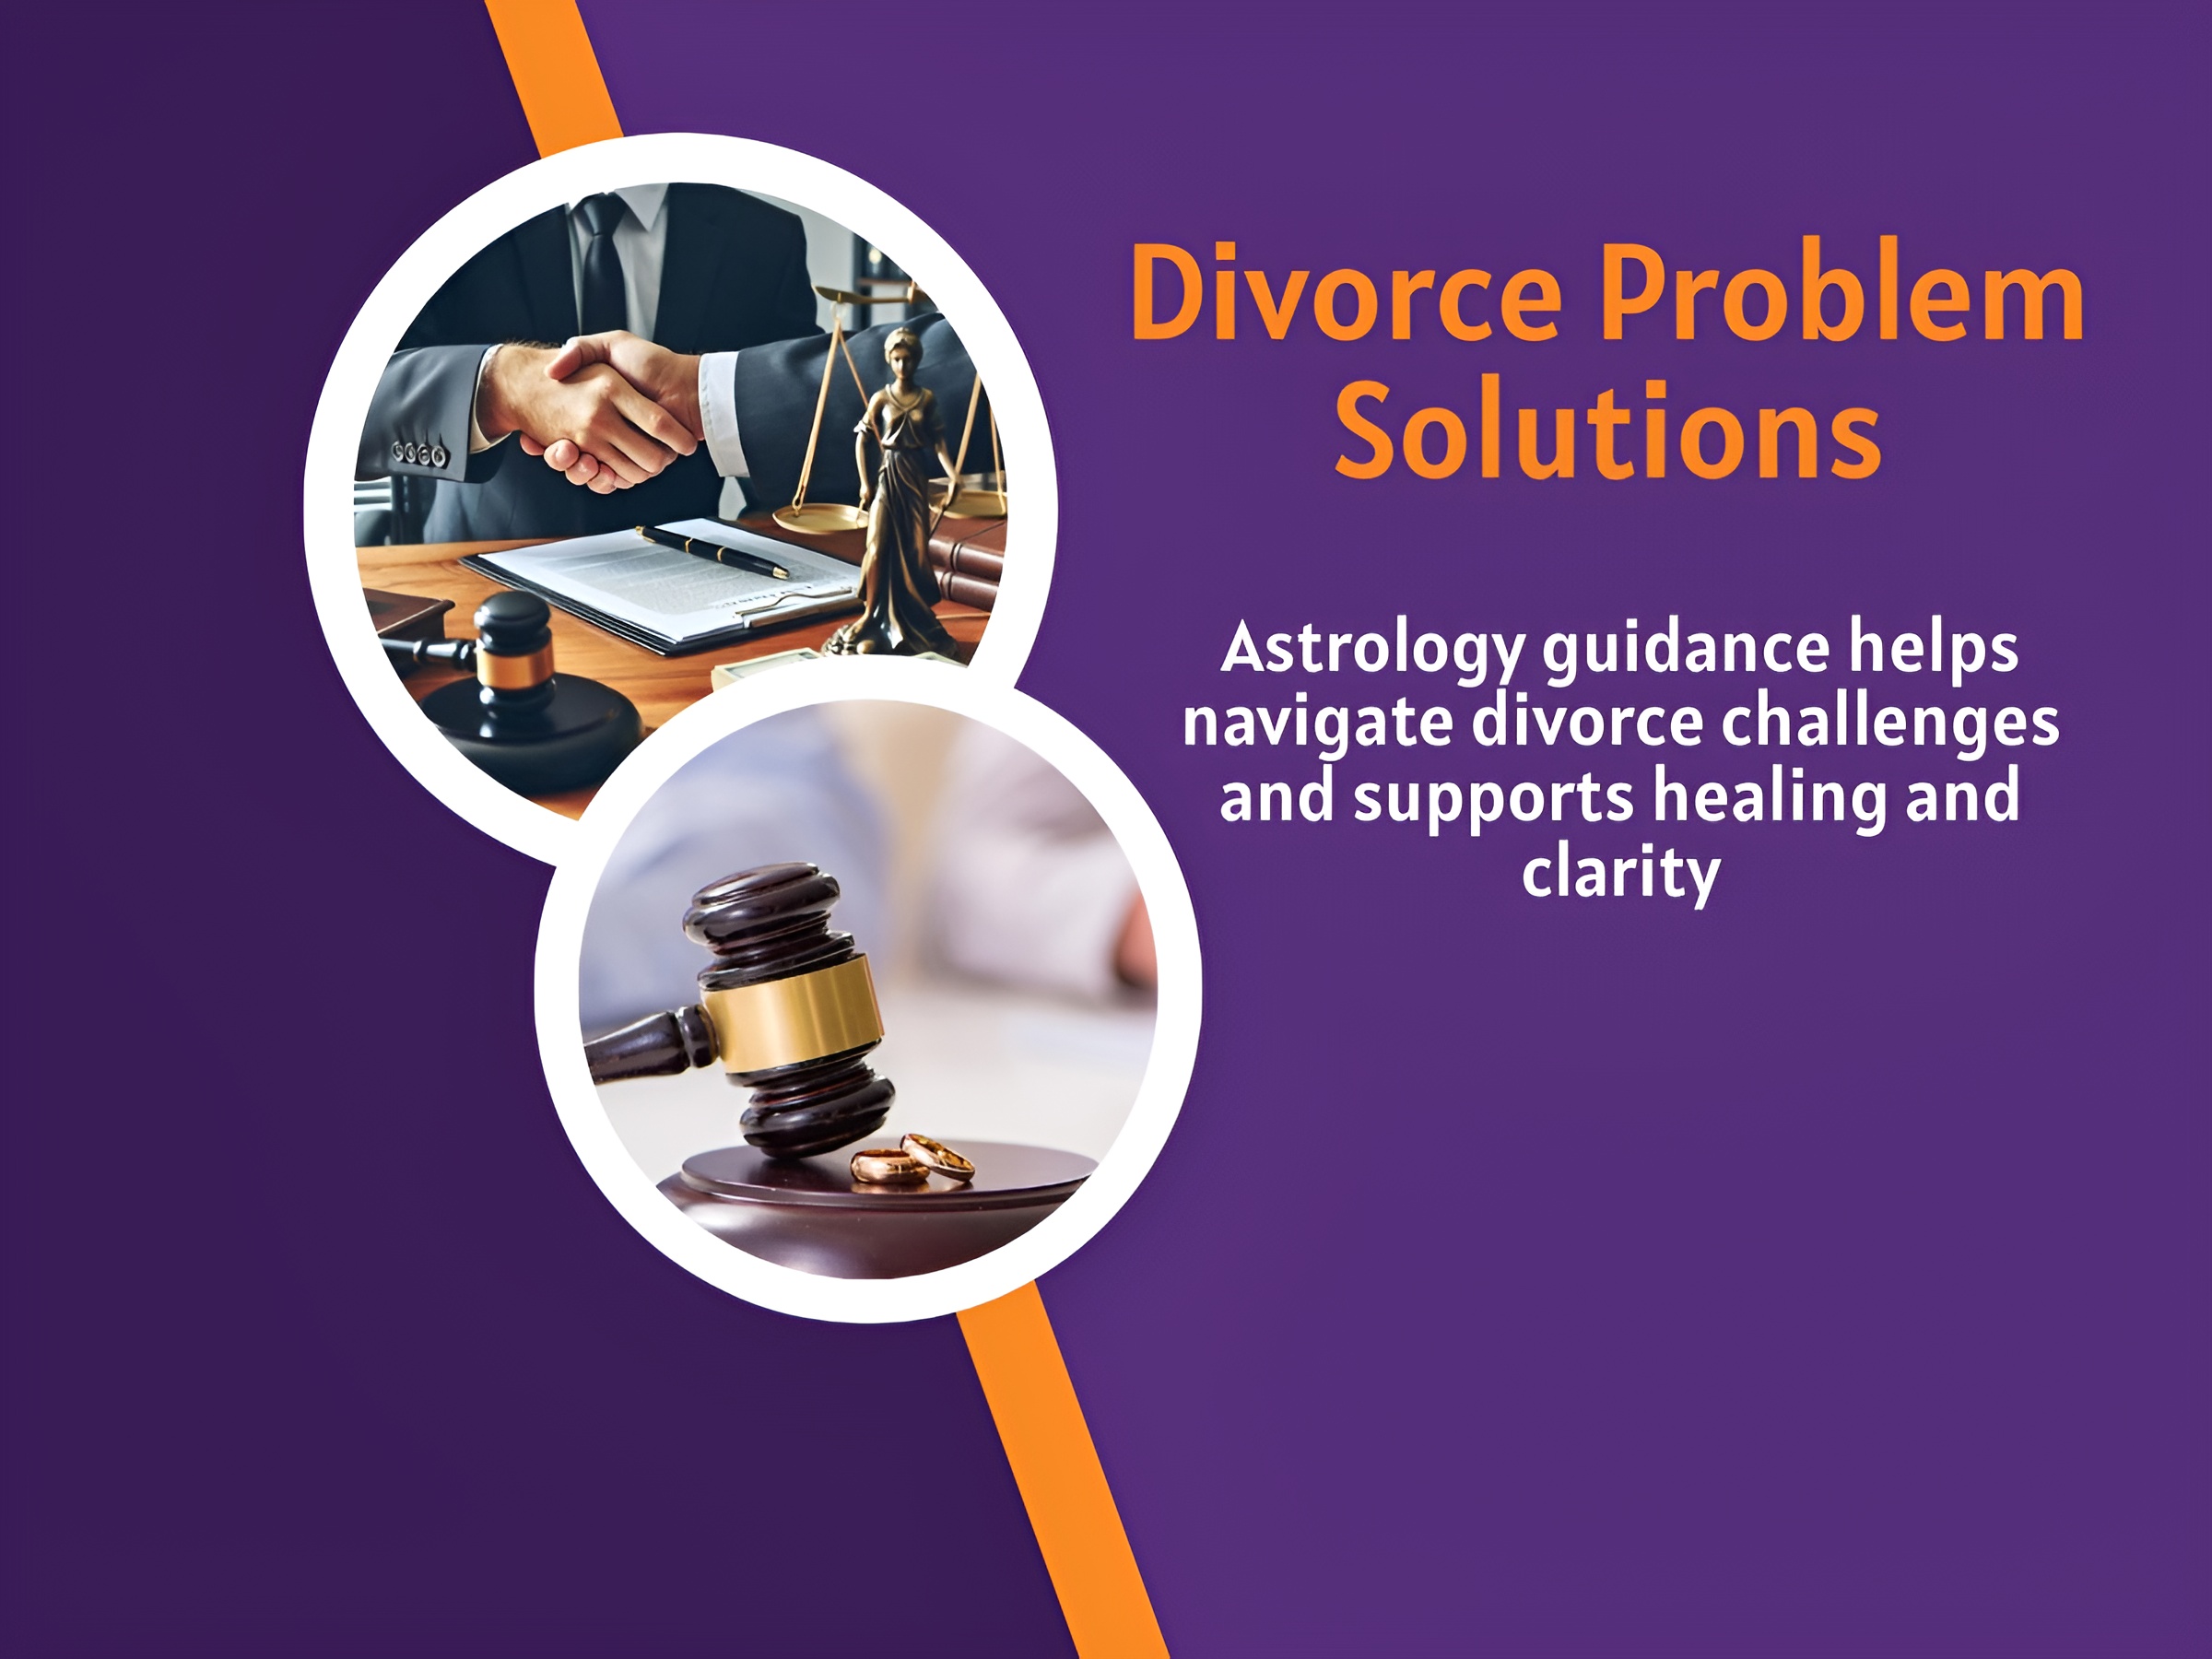 Divorce Problem
Solutions
Astrology guidance helps
navigate divorce challenges
and supports healing and
clarity